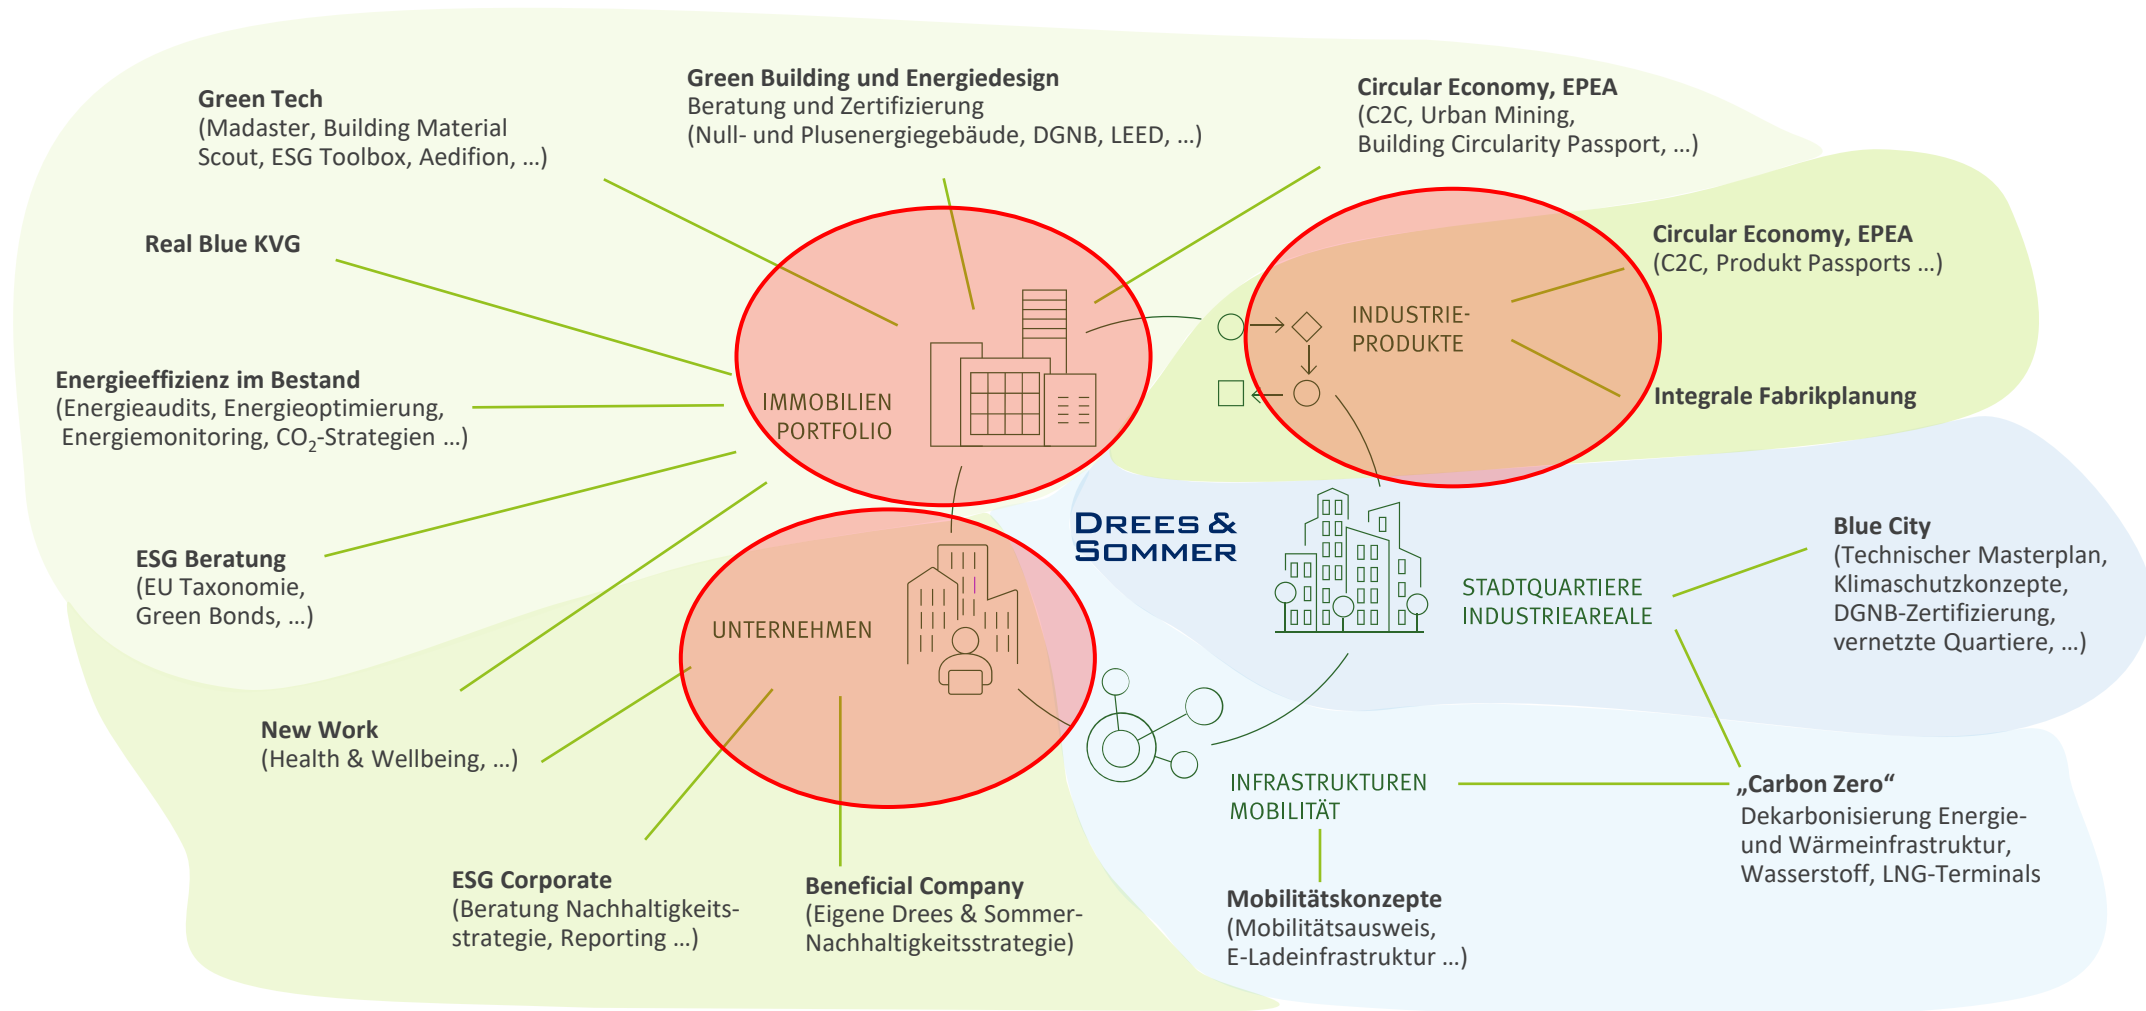 Green Tech
(Madaster, Building Material
Scout, ESG Toolbox, Aedifion, ...)
Green Building und Energiedesign
Beratung und Zertifizierung
(Null- und Plusenergiegebäude, DGNB, LEED, ...)
Circular Economy, EPEA
(C2C, Urban Mining,
Building Circularity Passport, ...)
Real Blue KVG
Circular Economy, EPEA
(C2C, Produkt Passports ...)
INDUSTRIE-
PRODUKTE
Integrale Fabrikplanung
Energieeffizienz im Bestand
(Energieaudits, Energieoptimierung,
Energiemonitoring, CO₂-Strategien ...)
IMMOBILIEN
PORTFOLIO
DREES &
SOMMER
ESG Beratung
(EU Taxonomie,
Green Bonds, ...)
UNTERNEHMEN
STADTQUARTIERE
INDUSTRIEAREALE
Blue City
(Technischer Masterplan,
Klimaschutzkonzepte,
DGNB-Zertifizierung,
vernetzte Quartiere, ...)
New Work
(Health & Wellbeing, ...)
INFRASTRUKTUREN
MOBILITÄT
„Carbon Zero“
Dekarbonisierung Energie-
und Wärmeinfrastruktur,
Wasserstoff, LNG-Terminals
ESG Corporate
(Beratung Nachhaltigkeits-
strategie, Reporting ...)
Beneficial Company
(Eigene Drees & Sommer-
Nachhaltigkeitsstrategie)
Mobilitätskonzepte
(Mobilitätsausweis,
E-Ladeinfrastruktur ...)